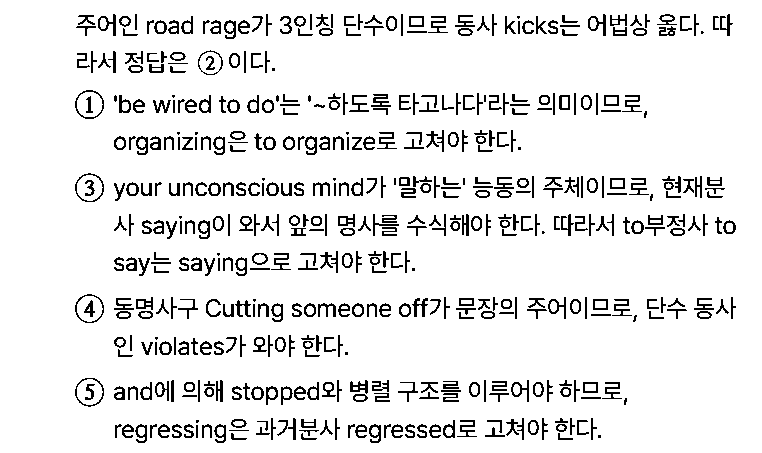 주어인 road rage가 3인칭 단수이므로 동사 kicks는 어법상 옳다. 따
라서 정답은 ②이다.
① 'be wired to do'는 '~하도록 타고나다'라는 의미이므로,
organizing은 to organize로 고쳐야 한다.
③ your unconscious mind가 '말하는' 능동의 주체이므로, 현재분
사 saying이 와서 앞의 명사를 수식해야 한다. 따라서 to부정사 to
say는 saying으로 고쳐야 한다.
④ 동명사구 Cutting someone off가 문장의 주어이므로, 단수 동사
인 violates가 와야 한다.
⑤ and에 의해 stopped와 병렬 구조를 이루어야 하므로,
regressing은 과거분사 regressed로 고쳐야 한다.